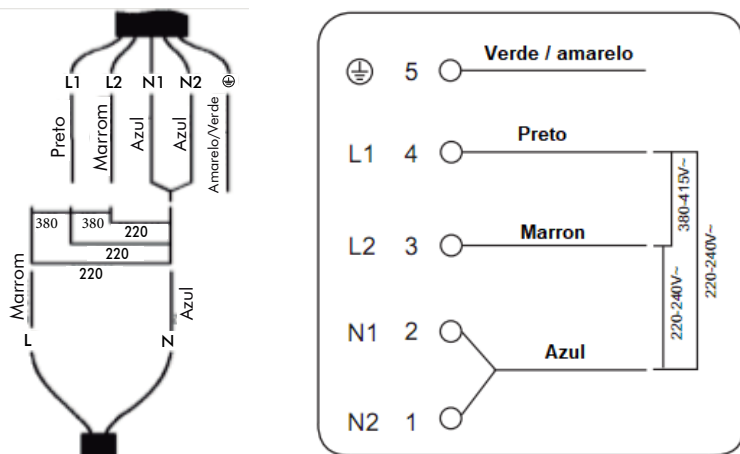 L1 L2 N1 N2
Preto
Marrom
Azul
Azul
Amarelo/Verde
380 380
220
220
220
Marrom
Azul
L N
5 Verde / amarelo
L1 4 Preto
380-415V~
220-240V~
L2 3 Marron
220-240V~
N1 2
Azul
N2 1